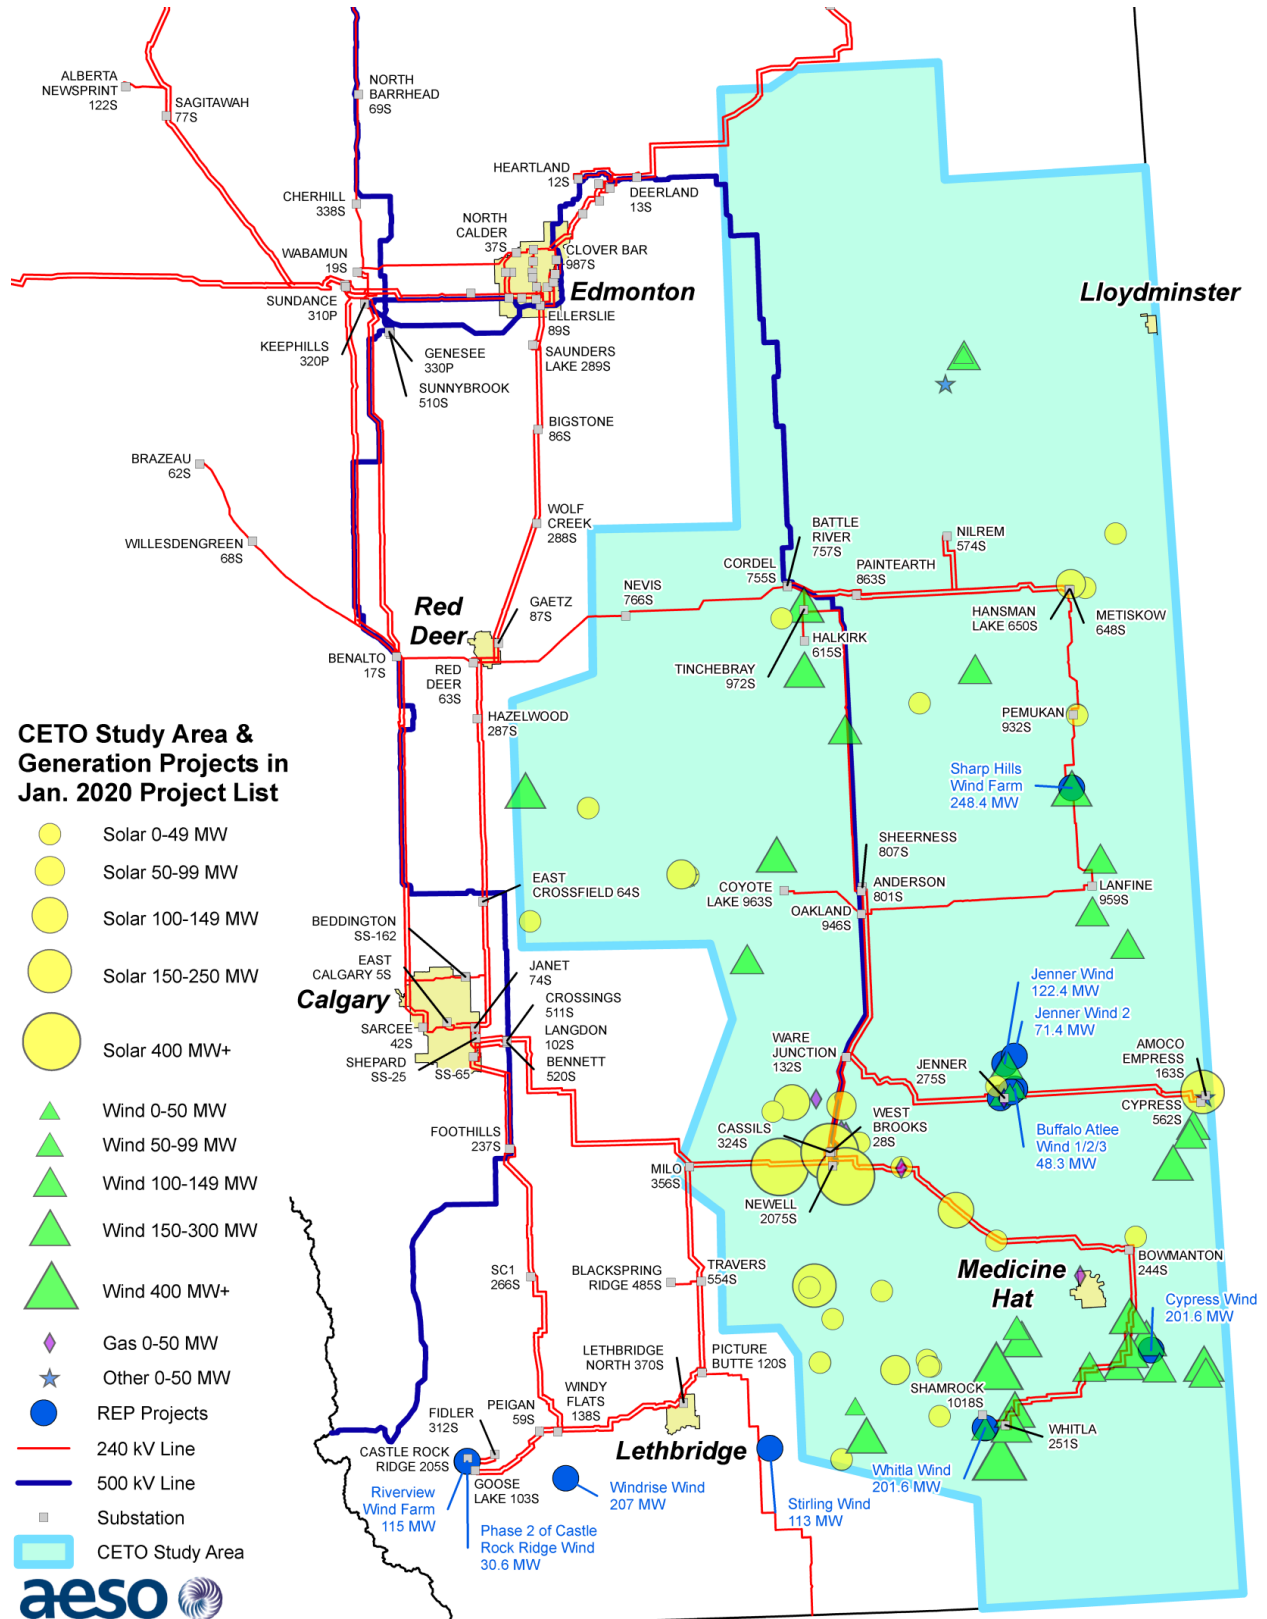 ALBERTA
NEWSPRINT
122S
SAGITAWAH
77S
NORTH
BARRHEAD
69S
HEARTLAND
12S
DEERLAND
13S
CHERHILL
338S
NORTH
CALDER
37S
CLOVER BAR
987S
WABAMUN
19S
Edmonton
Lloydminster
SUNDANCE
310P
ELLERSLIE
89S
KEEPHILLS
320P
GENESEE
330P
SAUNDERS
LAKE 289S
SUNNYBROOK
510S
BIGSTONE
86S
BRAZEAU
62S
WOLF
CREEK
288S
WILLESDENGREEN
68S
BATTLE
RIVER
757S
NILREM
574S
CORDEL
755S
PAINTEARTH
863S
NEVIS
766S
Red
Deer
GAETZ
87S
HANSMAN
LAKE 650S
METISKOW
648S
HALKIRK
615S
TINCHEBRAY
972S
BENALTO
17S
RED
DEER
63S
HAZELWOOD
287S
PEMUKAN
932S
CETO Study Area &
Generation Projects in
Jan. 2020 Project List
Sharp Hills
Wind Farm
248.4 MW
Solar 0-49 MW
Solar 50-99 MW
Solar 100-149 MW
Solar 150-250 MW
Solar 400 MW+
Wind 0-50 MW
Wind 50-99 MW
Wind 100-149 MW
Wind 150-300 MW
Wind 400 MW+
Gas 0-50 MW
Other 0-50 MW
REP Projects
240 kV Line
500 kV Line
Substation
CETO Study Area
aeso
SHEERNESS
807S
EAST
CROSSFIELD 64S
COYOTE
LAKE 963S
ANDERSON
801S
LANFINE
959S
OAKLAND
946S
BEDDINGTON
SS-162
EAST
CALGARY 5S
JANET
74S
Calgary
CROSSINGS
511S
SARCEE
42S
LANGDON
102S
SHEPARD
SS-25
SS-65
BENNETT
520S
Jenner Wind
122.4 MW
Jenner Wind 2
71.4 MW
WARE
JUNCTION
132S
JENNER
275S
AMOCO
EMPRESS
163S
CYPRESS
562S
FOOTHILLS
237S
CASSILS
324S
WEST
BROOKS
28S
Buffalo Atlee
Wind 1/2/3
48.3 MW
MILO
356S
NEWELL
2075S
BOWMANTON
244S
SC1
266S
BLACKSPRING
RIDGE 485S
TRAVERS
554S
Medicine
Hat
Cypress Wind
201.6 MW
LETHBRIDGE
NORTH 370S
PICTURE
BUTTE 120S
SHAMROCK
1018S
WHITLA
251S
FIDLER
312S
PEIGAN
59S
WINDY
FLATS
138S
Lethbridge
CASTLE ROCK
RIDGE 205S
GOOSE
LAKE 103S
Riverview
Wind Farm
115 MW
Windrise Wind
207 MW
Whitla Wind
201.6 MW
Stirling Wind
113 MW
Phase 2 of Castle
Rock Ridge Wind
30.6 MW